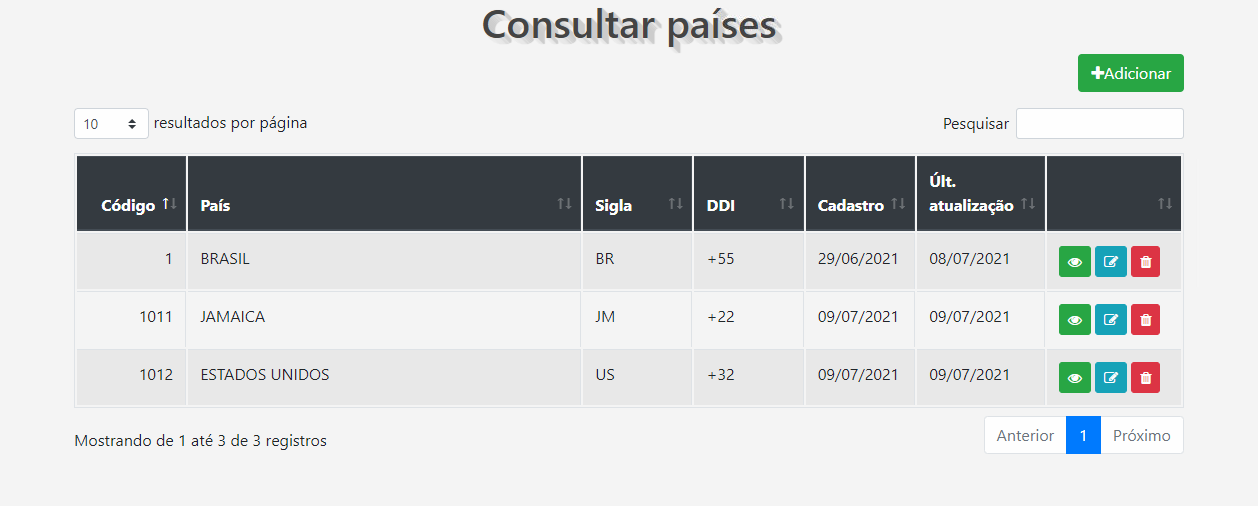 Consultar países
Adicionar
10 resultados por página
Pesquisar
Código País Sigla DDI Cadastro Últ. atualização
1 BRASIL BR +55 29/06/2021 08/07/2021
1011 JAMAICA JM +22 09/07/2021 09/07/2021
1012 ESTADOS UNIDOS US +32 09/07/2021 09/07/2021
Mostrando de 1 até 3 de 3 registros
Anterior 1 Próximo